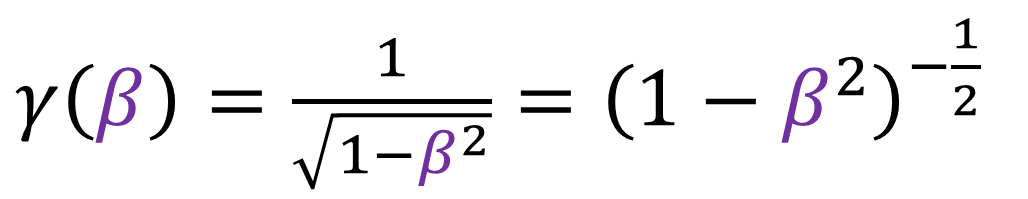 γ(β) = 1/√(1−β²) = (1 − β²)^(−1/2)